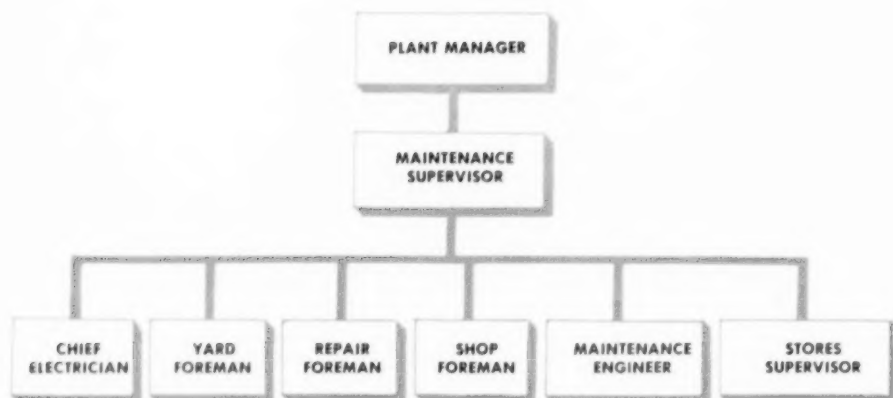 PLANT MANAGER
MAINTENANCE
SUPERVISOR
CHIEF
ELECTRICIAN
YARD
FOREMAN
REPAIR
FOREMAN
SHOP
FOREMAN
MAINTENANCE
ENGINEER
STORES
SUPERVISOR